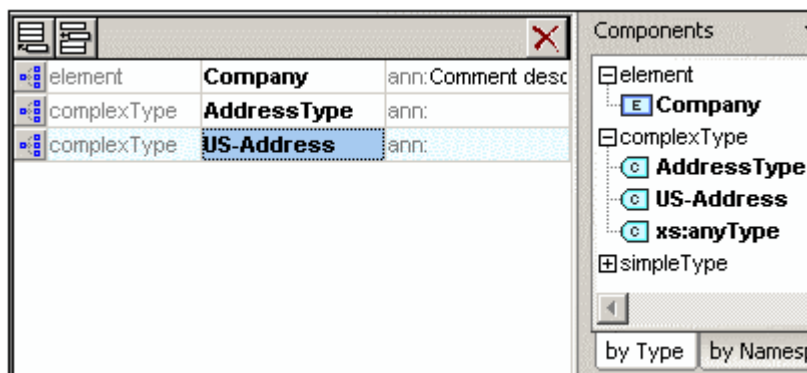 element Company ann:Comment desc
complexType AddressType ann:
complexType US-Address ann:
Components
element
E Company
complexType
C AddressType
C US-Address
C xs:anyType
simpleType
by Type by Namesp